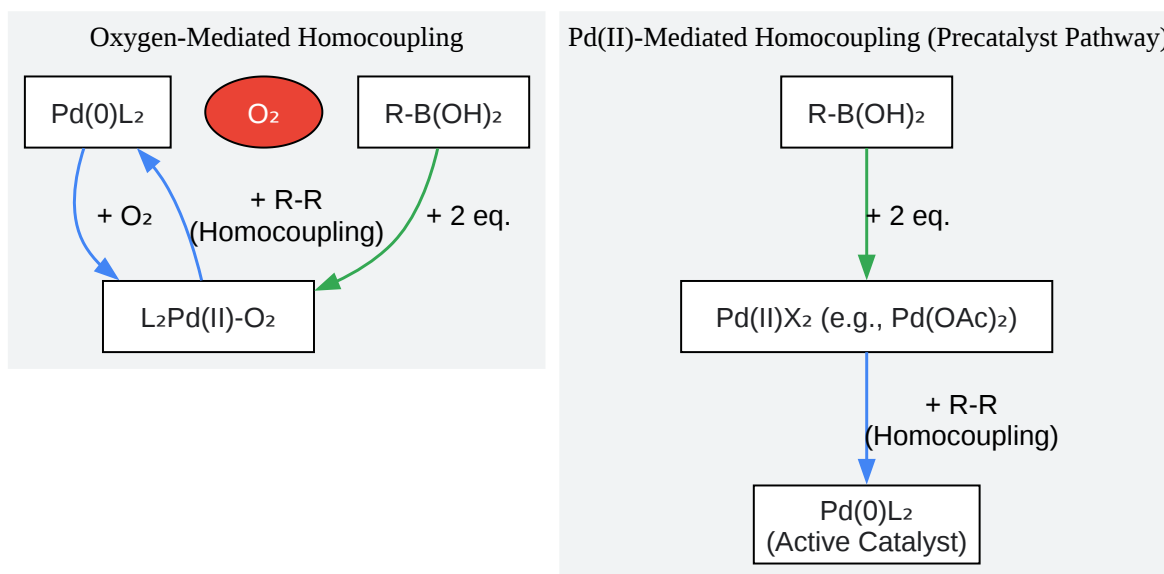 Oxygen-Mediated Homocoupling
Pd(0)L₂
O₂
R-B(OH)₂
+ O₂
+ R-R
(Homocoupling)
+ 2 eq.
L₂Pd(II)-O₂
Pd(II)-Mediated Homocoupling (Precatalyst Pathway)
R-B(OH)₂
+ 2 eq.
Pd(II)X₂ (e.g., Pd(OAc)₂)
+ R-R
(Homocoupling)
Pd(0)L₂
(Active Catalyst)